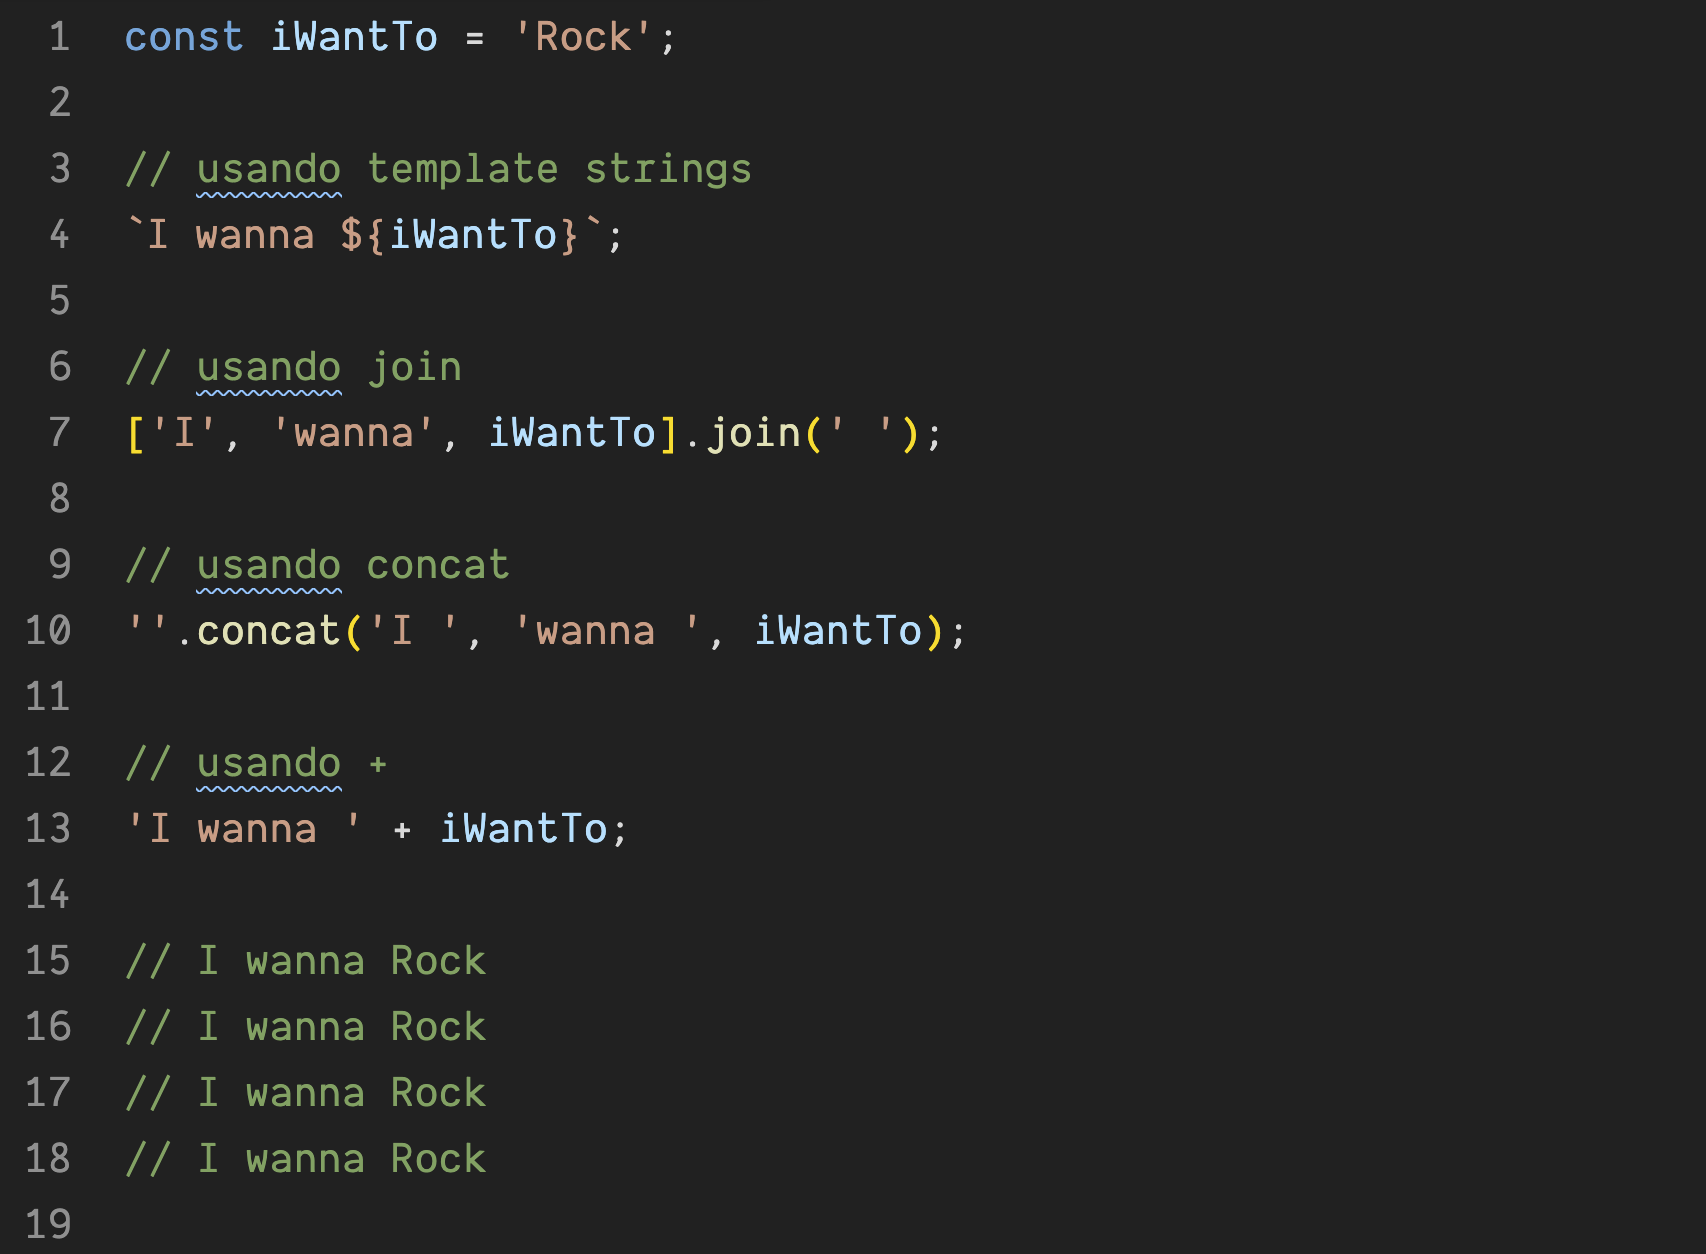 1 const iWantTo = 'Rock';
2
3 // usando template strings
4 `I wanna ${iWantTo}`;
5
6 // usando join
7 ['I', 'wanna', iWantTo].join(' ');
8
9 // usando concat
10 ''.concat('I ', 'wanna ', iWantTo);
11
12 // usando +
13 'I wanna ' + iWantTo;
14
15 // I wanna Rock
16 // I wanna Rock
17 // I wanna Rock
18 // I wanna Rock
19